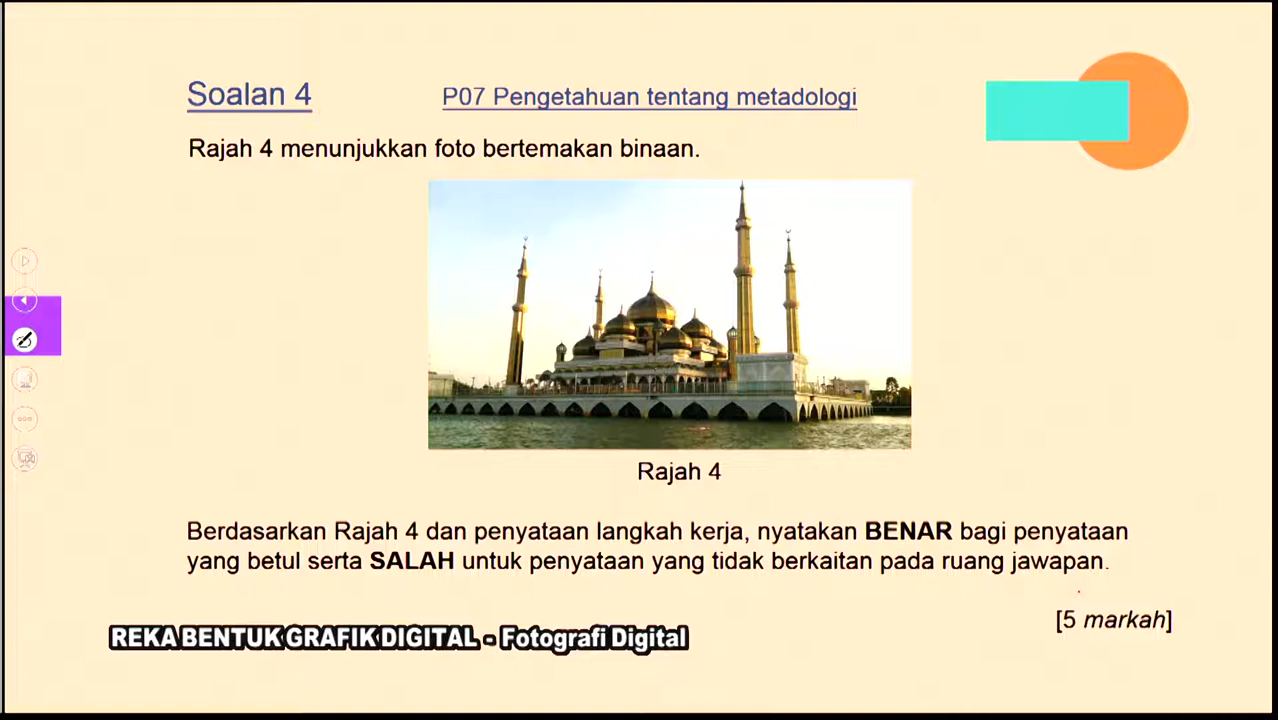 Soalan 4
P07 Pengetahuan tentang metadologi
Rajah 4 menunjukkan foto bertemakan binaan.
Rajah 4
Berdasarkan Rajah 4 dan penyataan langkah kerja, nyatakan BENAR bagi penyataan
yang betul serta SALAH untuk penyataan yang tidak berkaitan pada ruang jawapan.
[5 markah]
REKA BENTUK GRAFIK DIGITAL - Fotografi Digital